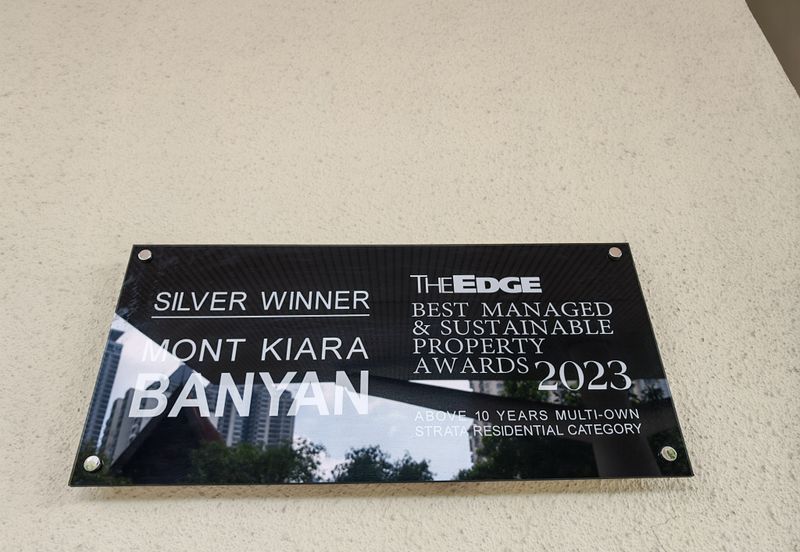 SILVER WINNER
MONT KIARA
BANYAN
THEEDGE
BEST MANAGED
& SUSTAINABLE
PROPERTY
AWARDS 2023
ABOVE 10 YEARS MULTI-OWN
STRATA RESIDENTIAL CATEGORY